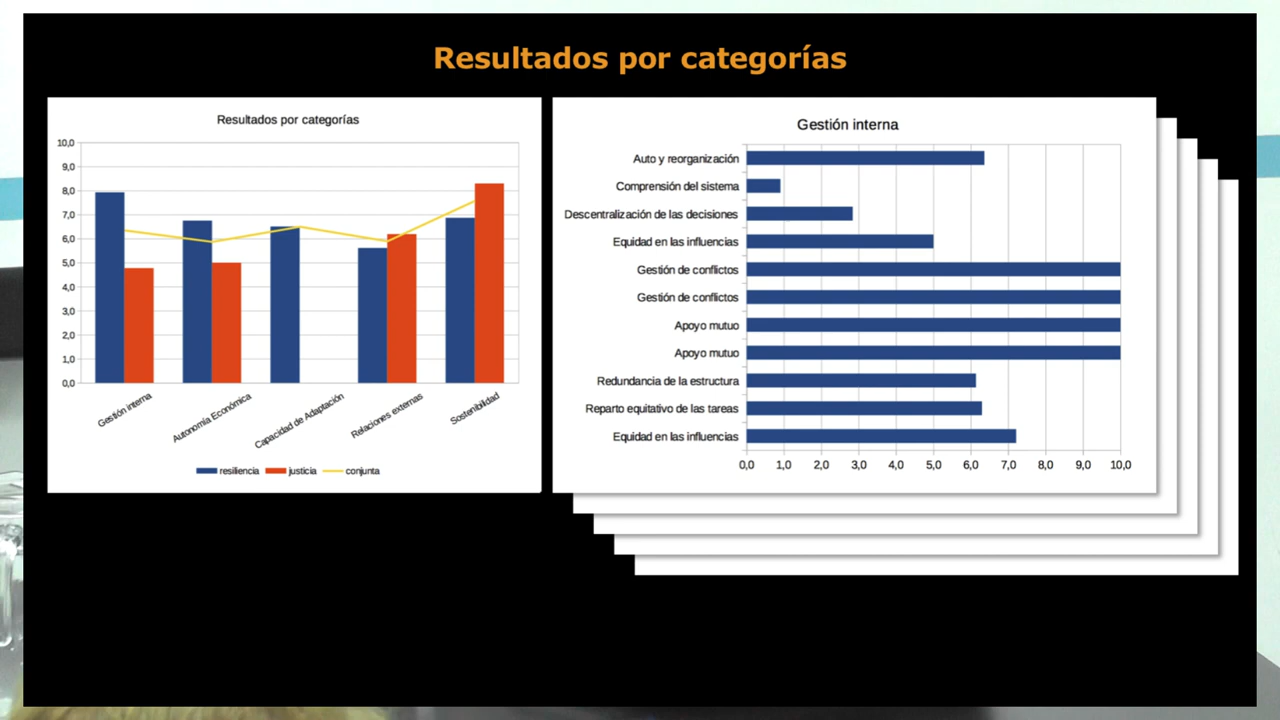 Resultados por categorías
Resultados por categorías
10,0
9,0
8,0
7,0
6,0
5,0
4,0
3,0
2,0
1,0
0,0
Gestión interna
Autonomía Económica
Capacidad de Adaptación
Relaciones externas
Sostenibilidad
resiliencia justicia conjunta
Gestión interna
Auto y reorganización
Comprensión del sistema
Descentralización de las decisiones
Equidad en las influencias
Gestión de conflictos
Gestión de conflictos
Apoyo mutuo
Apoyo mutuo
Redundancia de la estructura
Reparto equitativo de las tareas
Equidad en las influencias
0,0 1,0 2,0 3,0 4,0 5,0 6,0 7,0 8,0 9,0 10,0